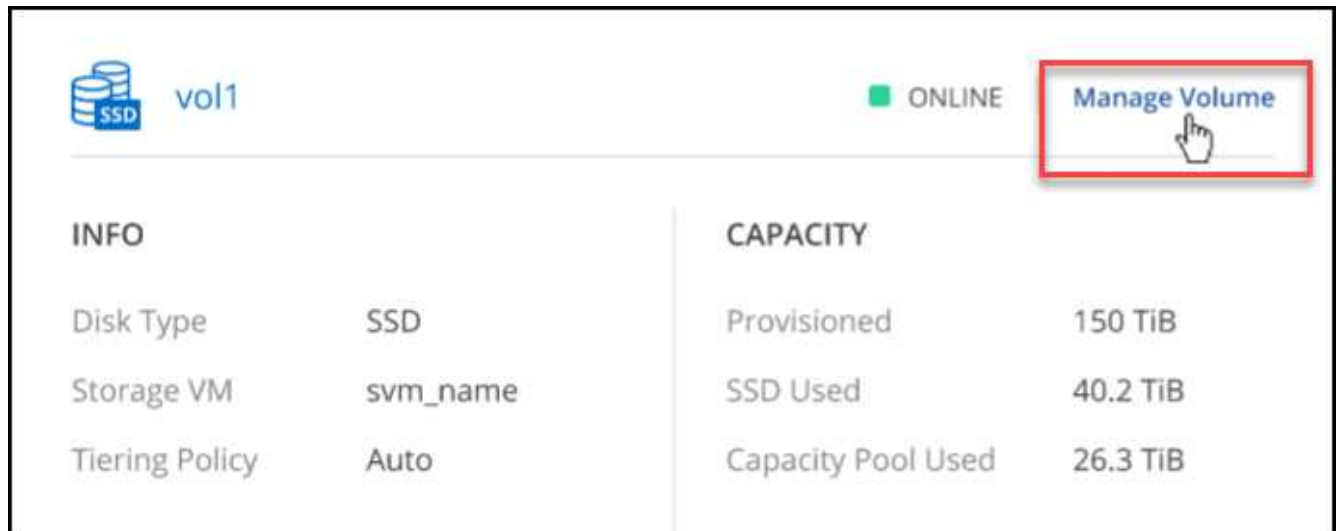 SSD
vol1
ONLINE
Manage Volume
INFO
Disk Type SSD
Storage VM svm_name
Tiering Policy Auto
CAPACITY
Provisioned 150 TiB
SSD Used 40.2 TiB
Capacity Pool Used 26.3 TiB